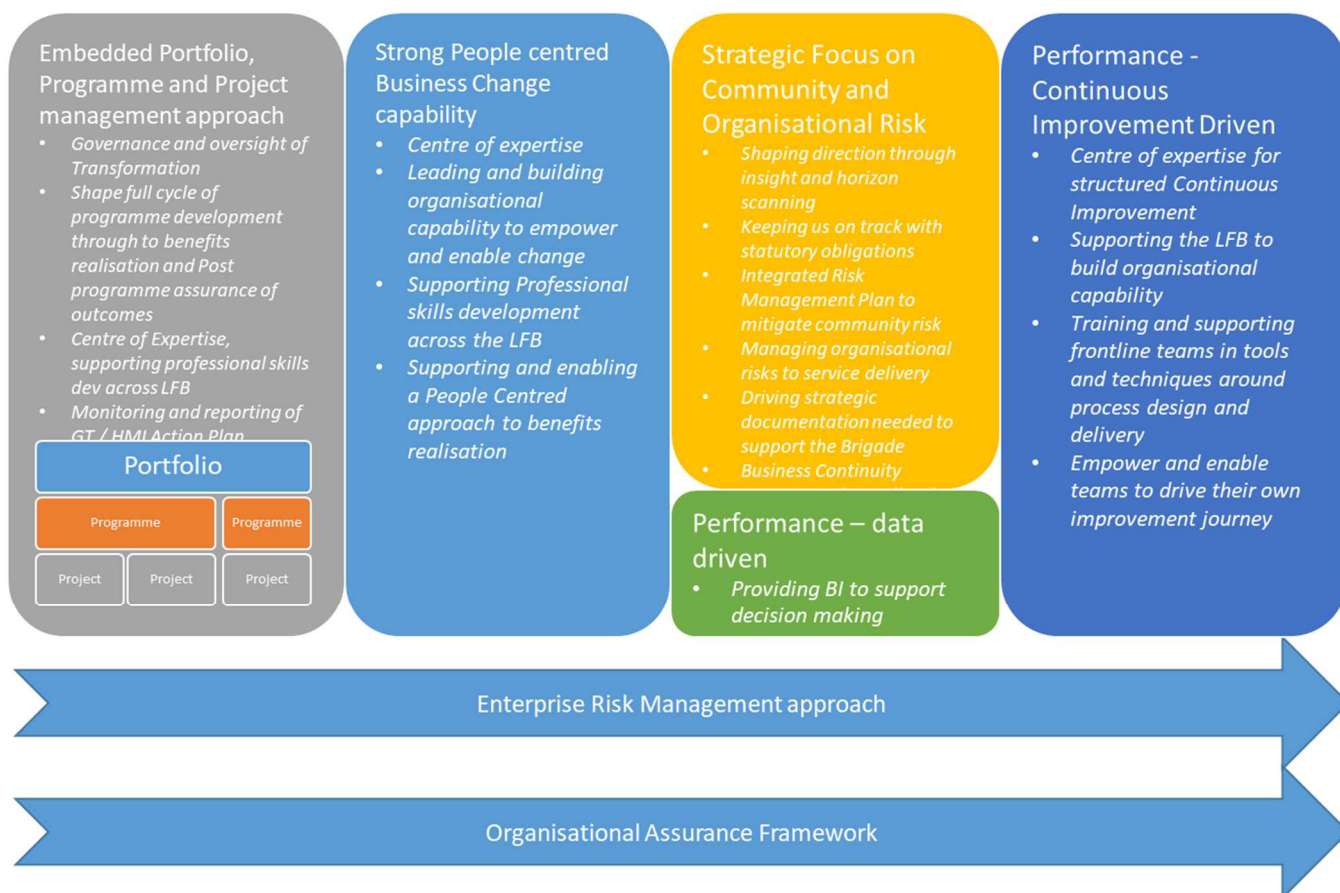 Embedded Portfolio,
Programme and Project
management approach
• Governance and oversight of
Transformation
• Shape full cycle of
programme development
through to benefits
realisation and Post
programme assurance of
outcomes
• Centre of Expertise,
supporting professional skills
dev across LFB
• Monitoring and reporting of
GT / HMI Action Plan
Portfolio
Programme
Programme
Project
Project
Project
Strong People centred
Business Change
capability
• Centre of expertise
• Leading and building
organisational
capability to empower
and enable change
• Supporting Professional
skills development
across the LFB
• Supporting and enabling
a People Centred
approach to benefits
realisation
Strategic Focus on
Community and
Organisational Risk
• Shaping direction through
insight and horizon
scanning
• Keeping us on track with
statutory obligations
• Integrated Risk
Management Plan to
mitigate community risk
• Managing organisational
risks to service delivery
• Driving strategic
documentation needed to
support the Brigade
• Business Continuity
Performance – data
driven
• Providing BI to support
decision making
Performance -
Continuous
Improvement Driven
• Centre of expertise for
structured Continuous
Improvement
• Supporting the LFB to
build organisational
capability
• Training and supporting
frontline teams in tools
and techniques around
process design and
delivery
• Empower and enable
teams to drive their own
improvement journey
Enterprise Risk Management approach
Organisational Assurance Framework